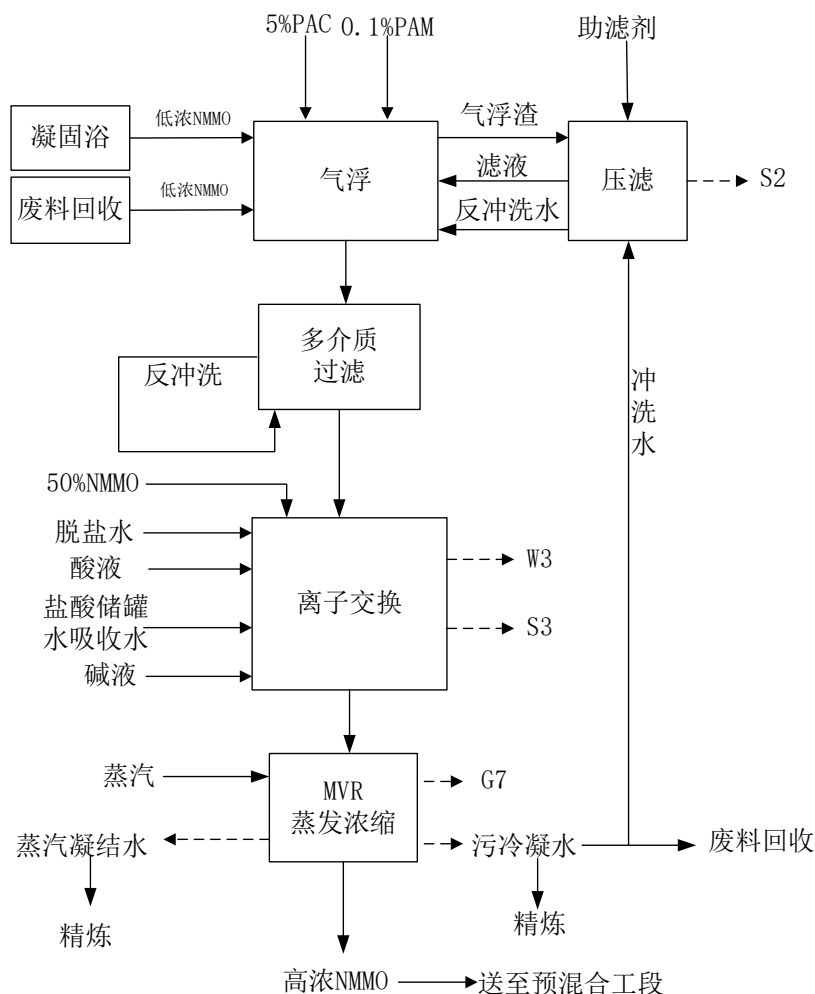 5%PAC
0.1%PAM
助滤剂
凝固浴
低浓NMMO
气浮
气浮渣
滤液
反冲洗水
压滤
S2
废料回收
低浓NMMO
多介质
过滤
反冲洗
冲
洗
水
50%NMMO
脱盐水
酸液
盐酸储罐
水吸收水
碱液
离子交换
W3
S3
蒸汽
MVR
蒸发浓缩
G7
蒸汽凝结水
污冷凝水
废料回收
精炼
精炼
高浓NMMO
送至预混合工段